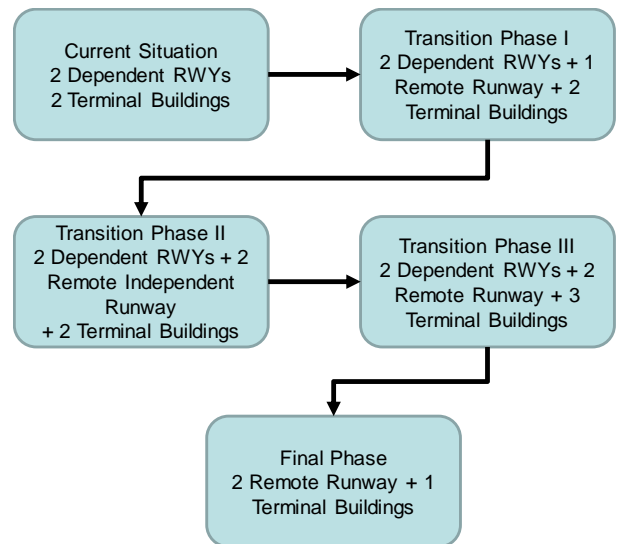 Current Situation
2 Dependent RWYs
2 Terminal Buildings
Transition Phase I
2 Dependent RWYs + 1
Remote Runway + 2
Terminal Buildings
Transition Phase II
2 Dependent RWYs + 2
Remote Independent
Runway
+ 2 Terminal Buildings
Transition Phase III
2 Dependent RWYs + 2
Remote Runway + 3
Terminal Buildings
Final Phase
2 Remote Runway + 1
Terminal Buildings